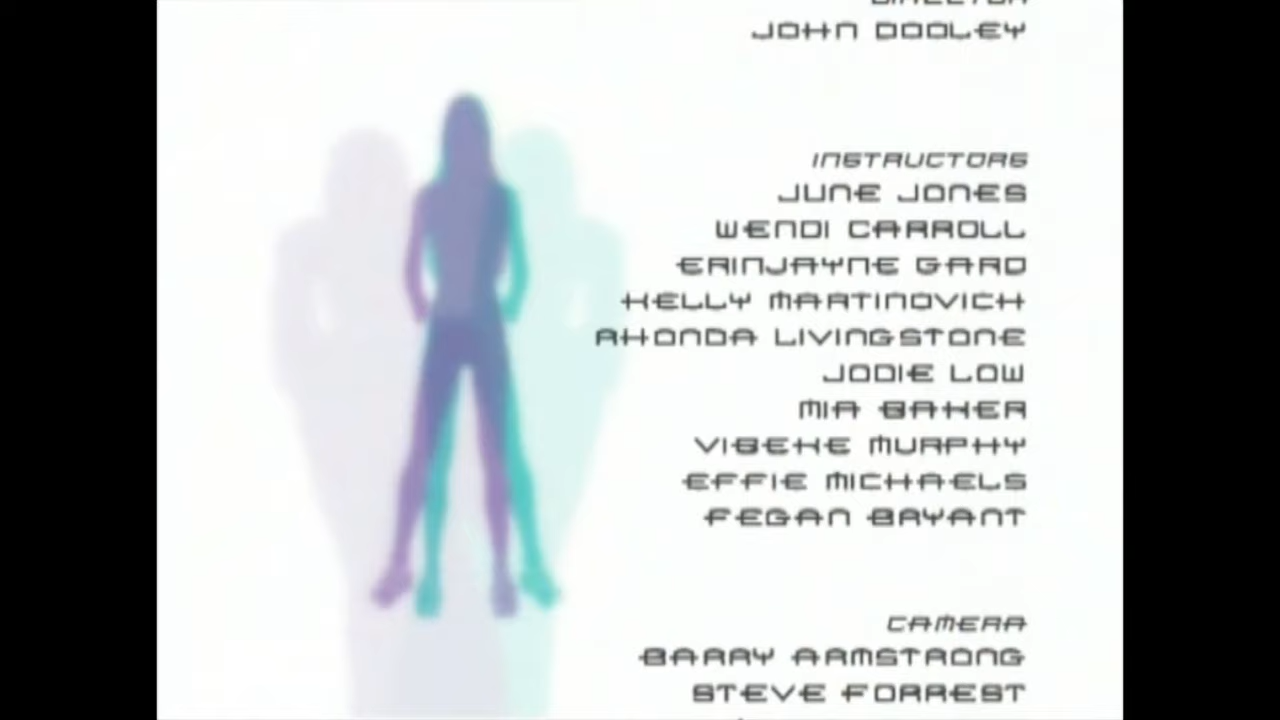 DIRECTOR
JOHN DOOLEY
INSTRUCTORS
JUNE JONES
WENDI CARROLL
ERINJAYNE GARD
KELLY MARTINOVICH
RHONDA LIVINGSTONE
JODIE LOW
MIA BAKER
VIBEKE MURPHY
EFFIE MICHAELS
FEGAN BRYANT
CAMERA
BARRY ARMSTRONG
STEVE FORREST